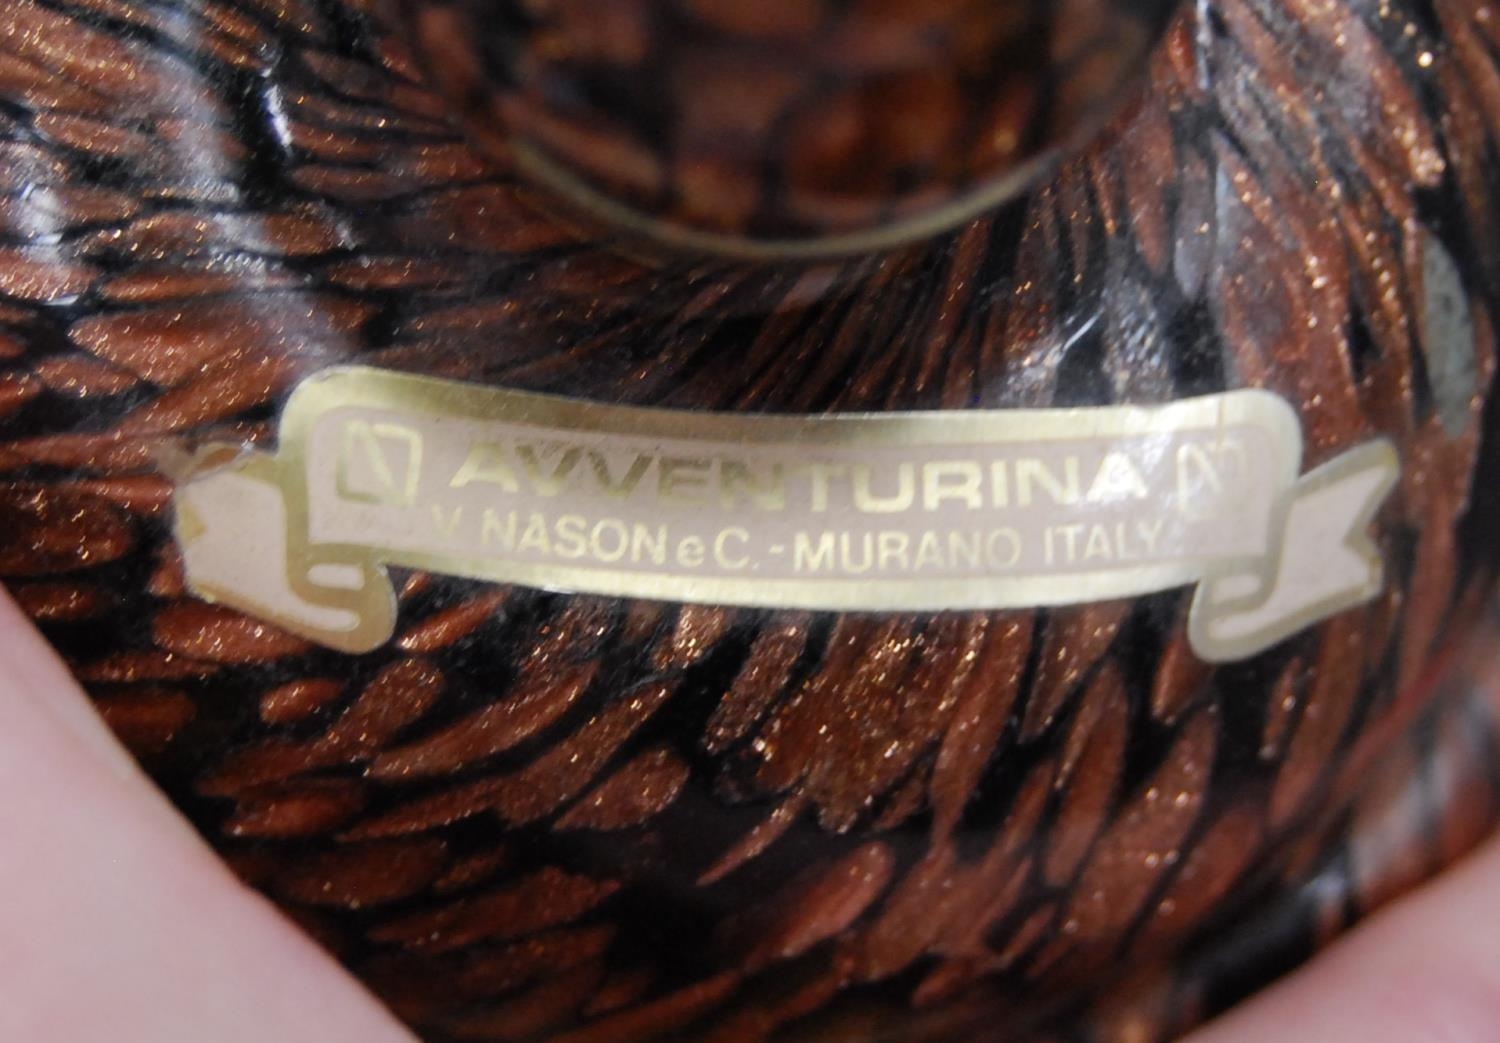 AVVENTURINA
V. NASON e C. - MURANO ITALY